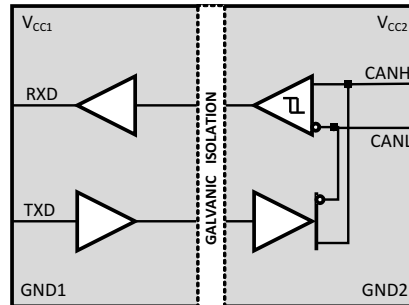 VCC1
VCC2
RXD
CANH
GALVANIC ISOLATION
CANL
TXD
GND1
GND2